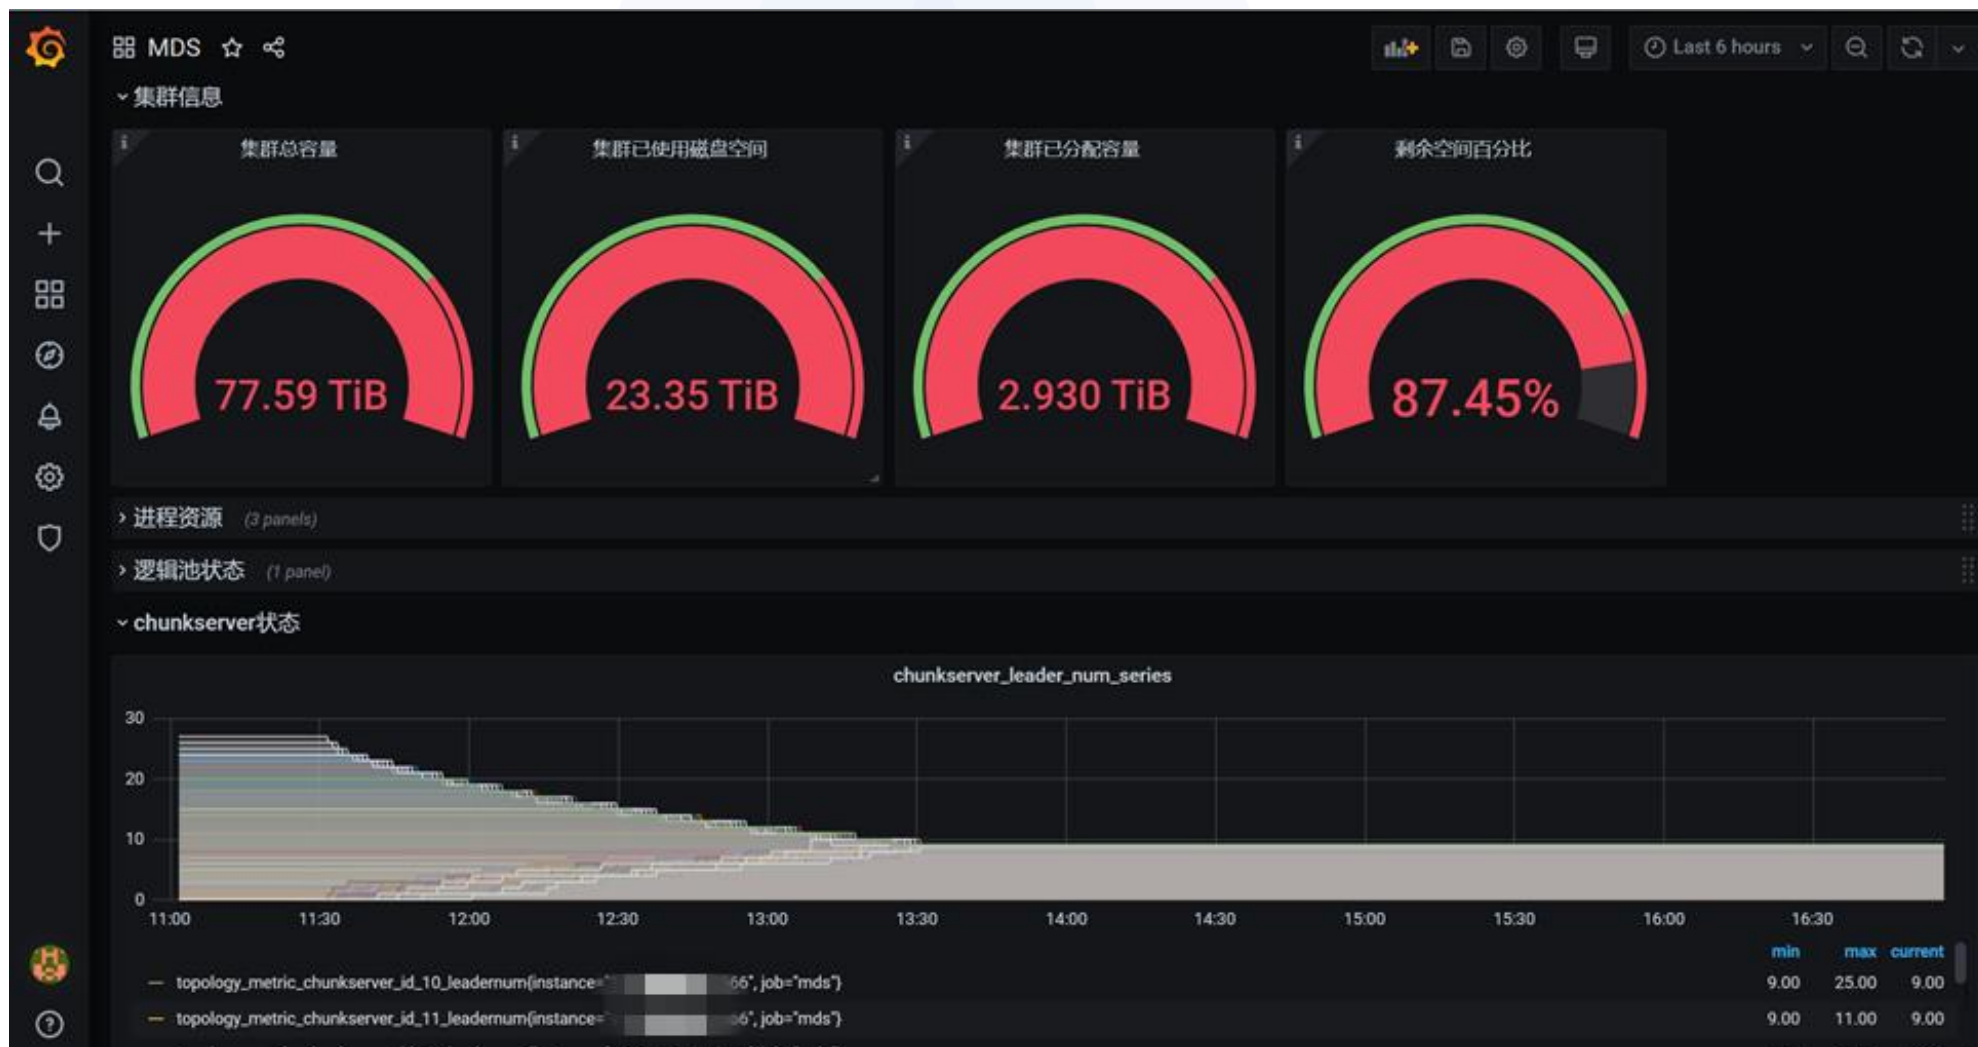 MDS
Last 6 hours
集群信息
集群总容量
集群已使用磁盘空间
集群已分配容量
剩余空间百分比
77.59 TiB
23.35 TiB
2.930 TiB
87.45%
进程资源 (3 panels)
逻辑池状态 (1 panel)
chunkserver状态
chunkserver_leader_num_series
30
20
10
0
11:00 11:30 12:00 12:30 13:00 13:30 14:00 14:30 15:00 15:30 16:00 16:30
min max current
topology_metric_chunkserver_id_10_leadernum{instance=" 66", job="mds"} 9.00 25.00 9.00
topology_metric_chunkserver_id_11_leadernum{instance=" 66", job="mds"} 9.00 11.00 9.00